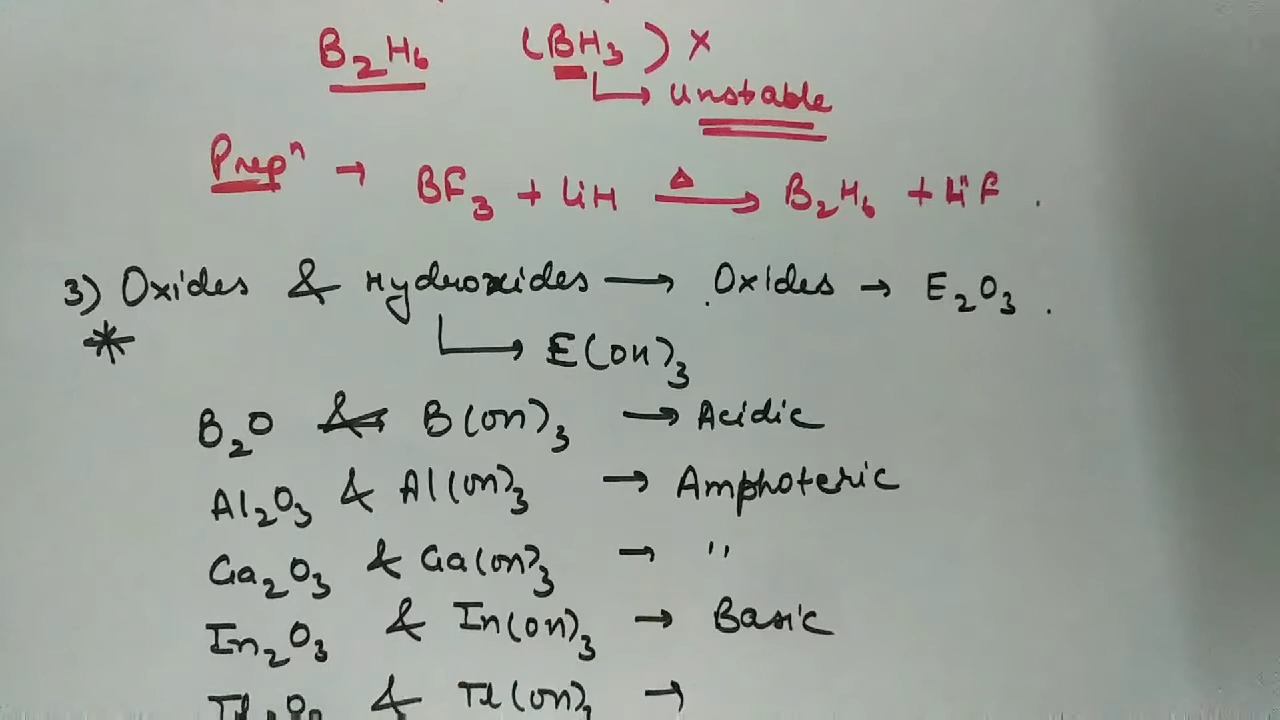 B₂H₆ (BH₃)x
↳ unstable
Prepⁿ → BF₃ + LiH —Δ→ B₂H₆ + LiF.
3) Oxides & Hydroxides → Oxides → E₂O₃.
* ↳ E(OH)₃
B₂O & B(OH)₃ → Acidic
Al₂O₃ & Al(OH)₃ → Amphoteric
Ga₂O₃ & Ga(OH)₃ → "
In₂O₃ & In(OH)₃ → Basic
Tl₂O₃ & Tl(OH)₃ →